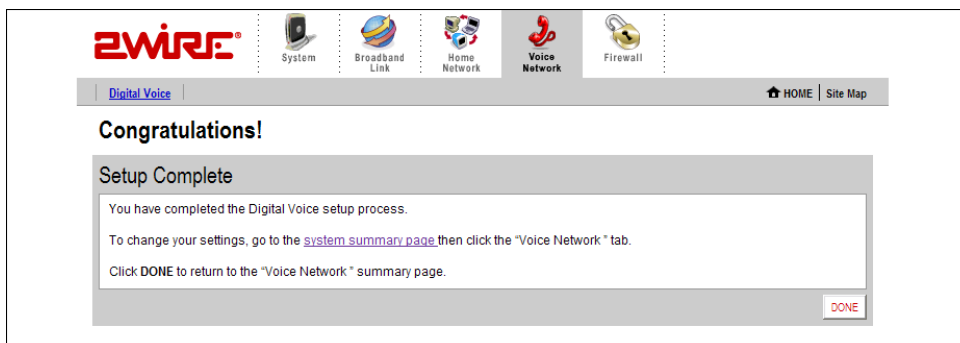 2WIRE®
System
Broadband
Link
Home
Network
Voice
Network
Firewall
Digital Voice
HOME | Site Map
Congratulations!
Setup Complete
You have completed the Digital Voice setup process.
To change your settings, go to the system summary page then click the “Voice Network ” tab.
Click DONE to return to the “Voice Network ” summary page.
DONE